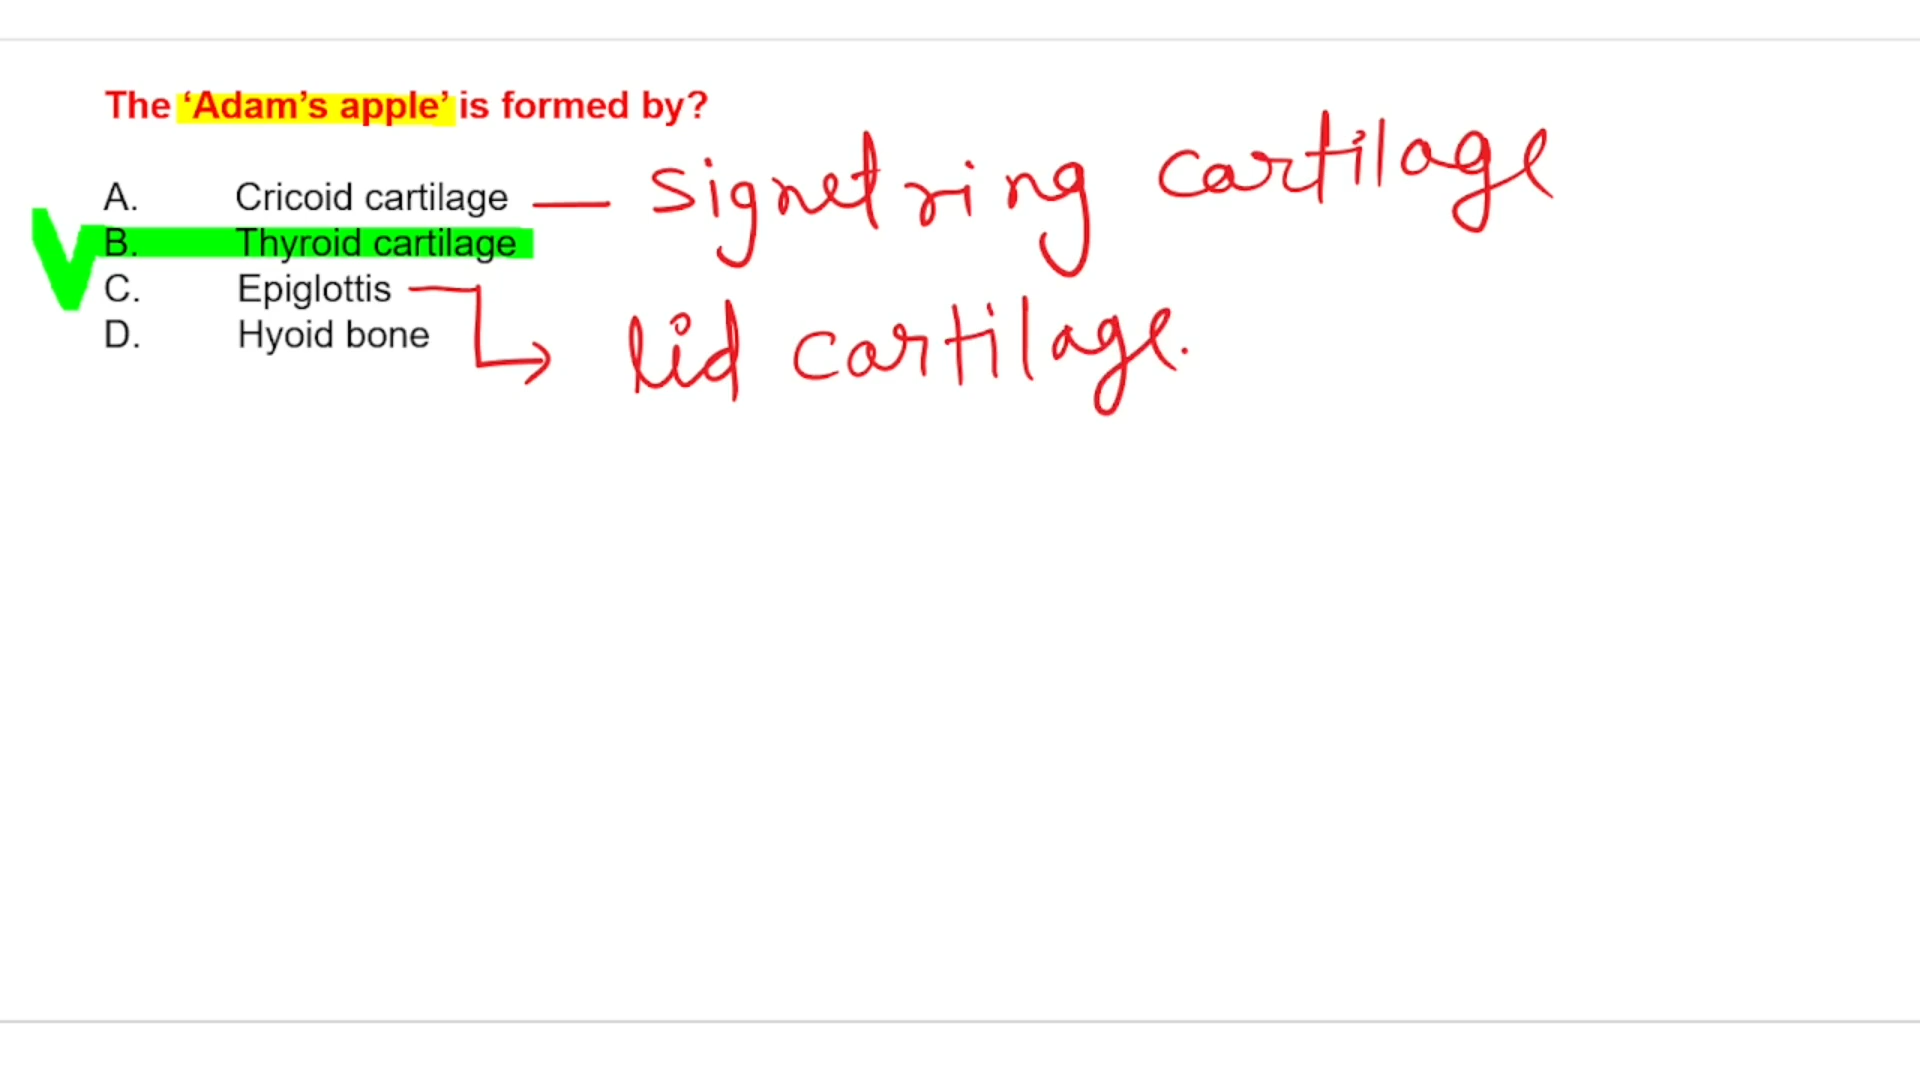 The ‘Adam’s apple’ is formed by?
A. Cricoid cartilage — signet ring cartilage
B. Thyroid cartilage
C. Epiglottis
D. Hyoid bone
lid cartilage.